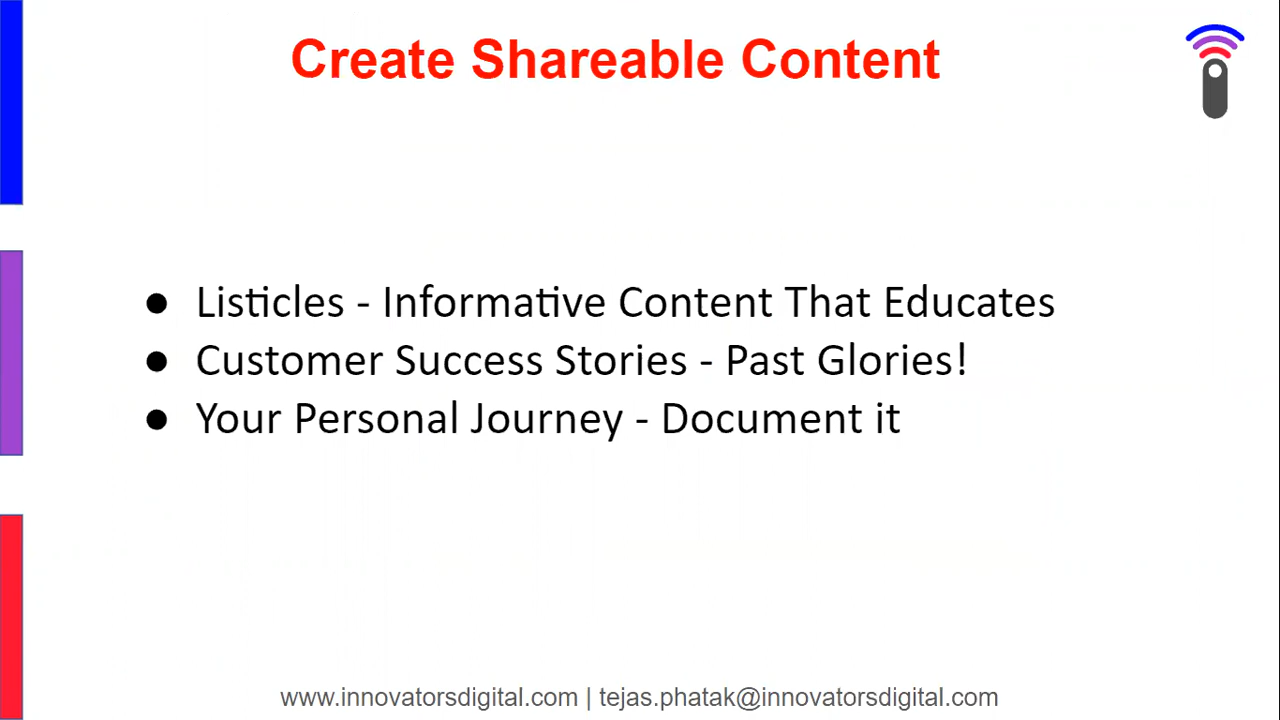 Create Shareable Content
● Listicles - Informative Content That Educates
● Customer Success Stories - Past Glories!
● Your Personal Journey - Document it
www.innovatorsdigital.com | tejas.phatak@innovatorsdigital.com